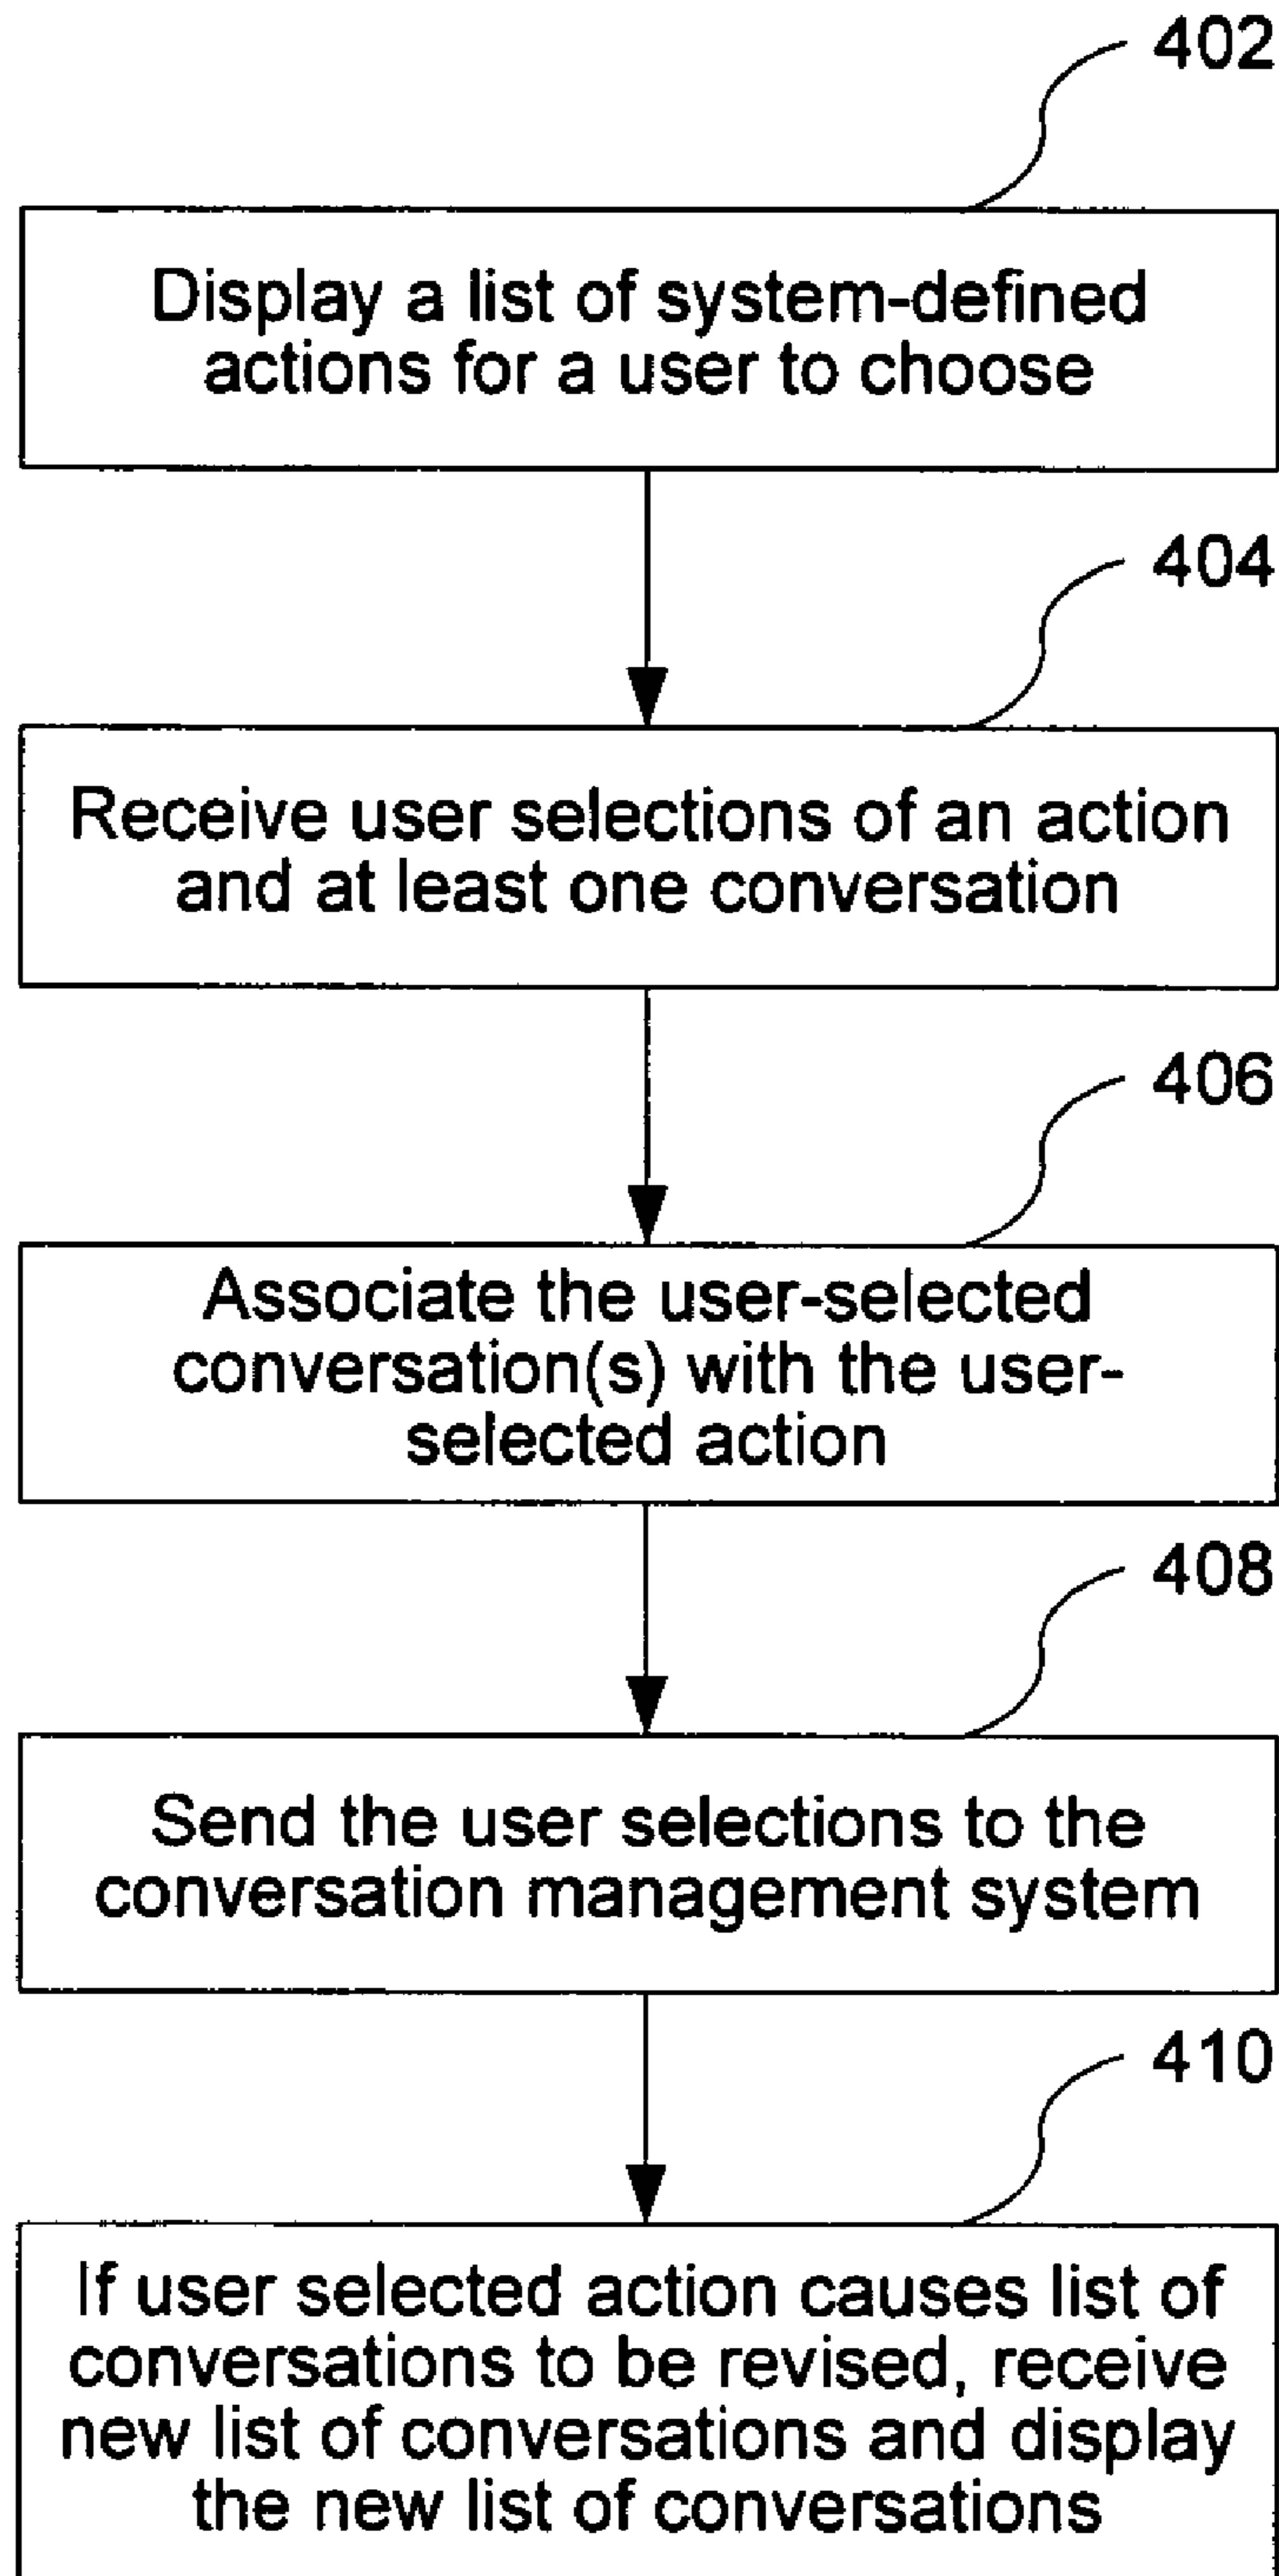 402
Display a list of system-defined
actions for a user to choose
404
Receive user selections of an action
and at least one conversation
406
Associate the user-selected
conversation(s) with the user-
selected action
408
Send the user selections to the
conversation management system
410
If user selected action causes list of
conversations to be revised, receive
new list of conversations and display
the new list of conversations